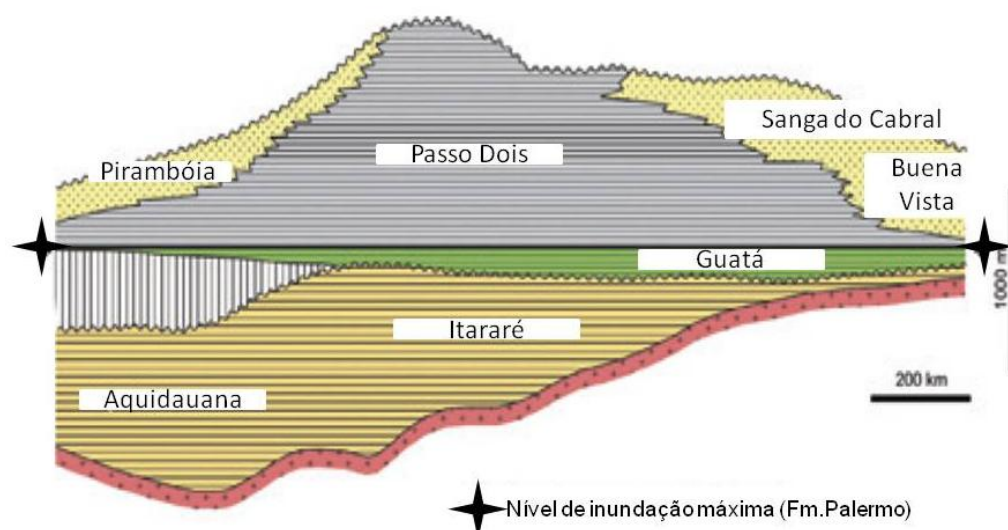 Sanga do Cabral
Passo Dois
Pirambóia
Buena
Vista
Guatá
Itararé
Aquidauana
10000 m
200 km
Nível de inundação máxima (Fm.Palermo)